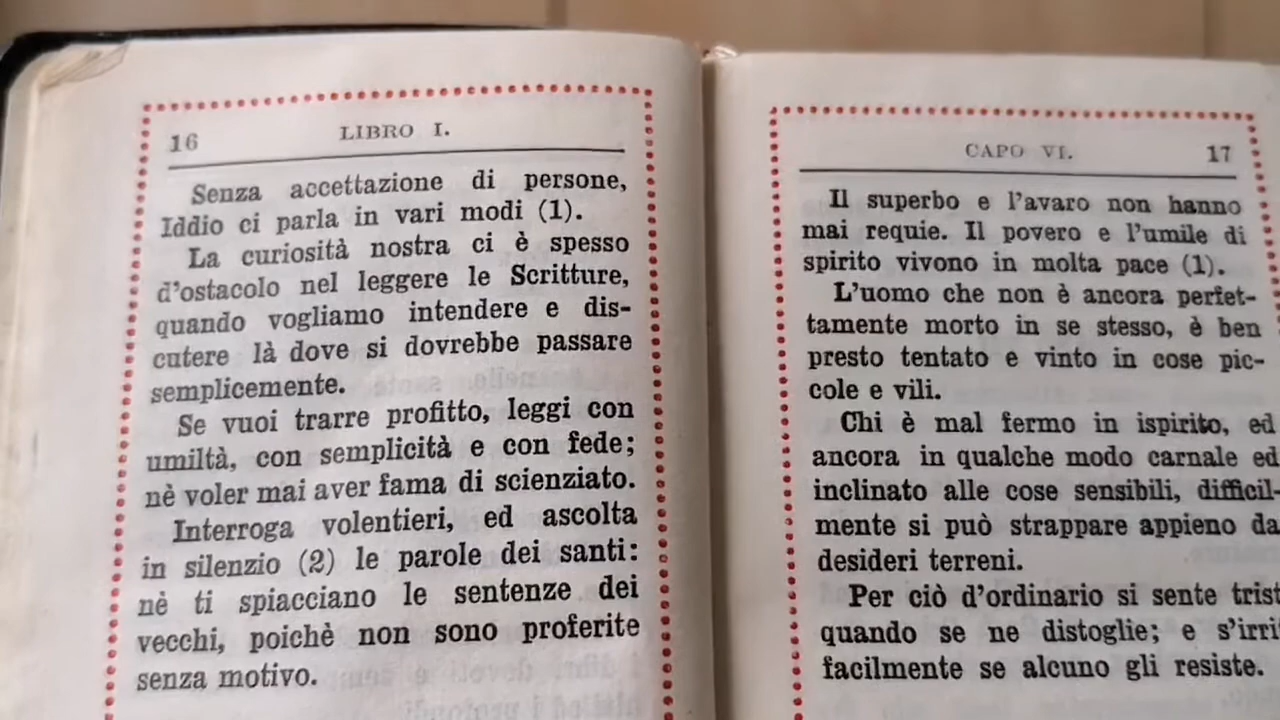 16 LIBRO I.
Senza accettazione di persone,
Iddio ci parla in vari modi (1).
La curiosità nostra ci è spesso
d'ostacolo nel leggere le Scritture,
quando vogliamo intendere e dis-
cutere là dove si dovrebbe passare
semplicemente.
Se vuoi trarre profitto, leggi con
umiltà, con semplicità e con fede;
nè voler mai aver fama di scienziato.
Interroga volentieri, ed ascolta
in silenzio (2) le parole dei santi:
nè ti spiacciano le sentenze dei
vecchi, poichè non sono proferite
senza motivo.
CAPO VI. 17
Il superbo e l'avaro non hanno
mai requie. Il povero e l'umile di
spirito vivono in molta pace (1).
L'uomo che non è ancora perfet-
tamente morto in se stesso, è ben
presto tentato e vinto in cose pic-
cole e vili.
Chi è mal fermo in ispirito, ed
ancora in qualche modo carnale ed
inclinato alle cose sensibili, difficil-
mente si può strappare appieno da
desideri terreni.
Per ciò d'ordinario si sente trist
quando se ne distoglie; e s'irri
facilmente se alcuno gli resiste.